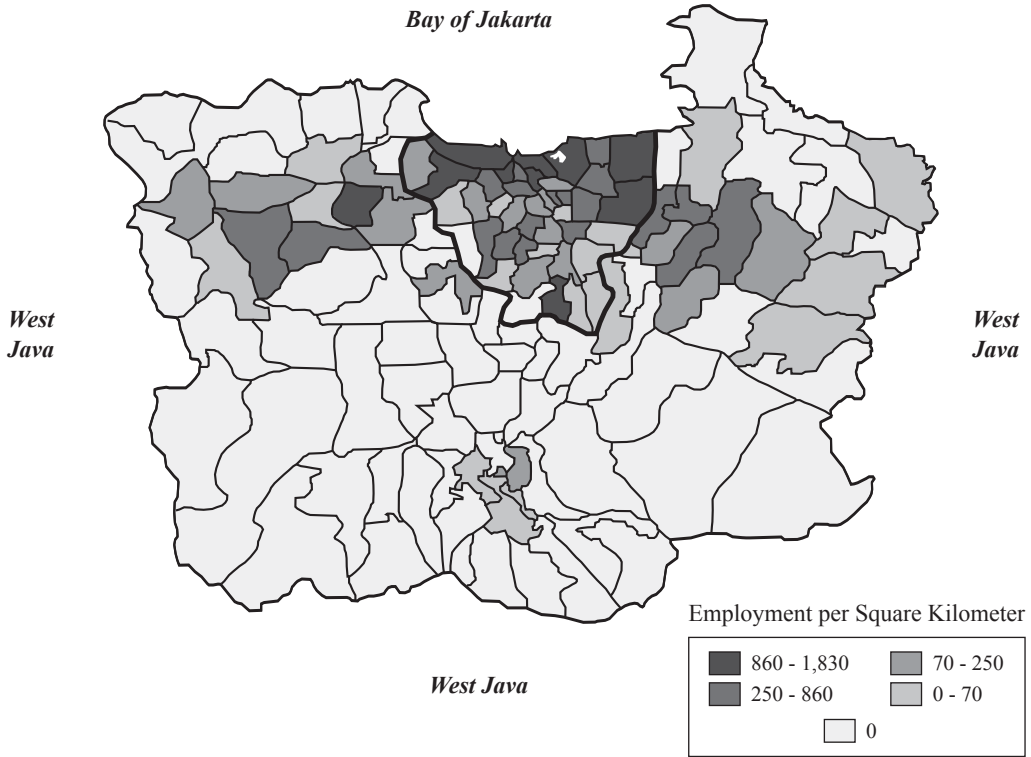 Bay of Jakarta
West
Java
West
Java
West Java
Employment per Square Kilometer
860 - 1,830
70 - 250
250 - 860
0 - 70
0